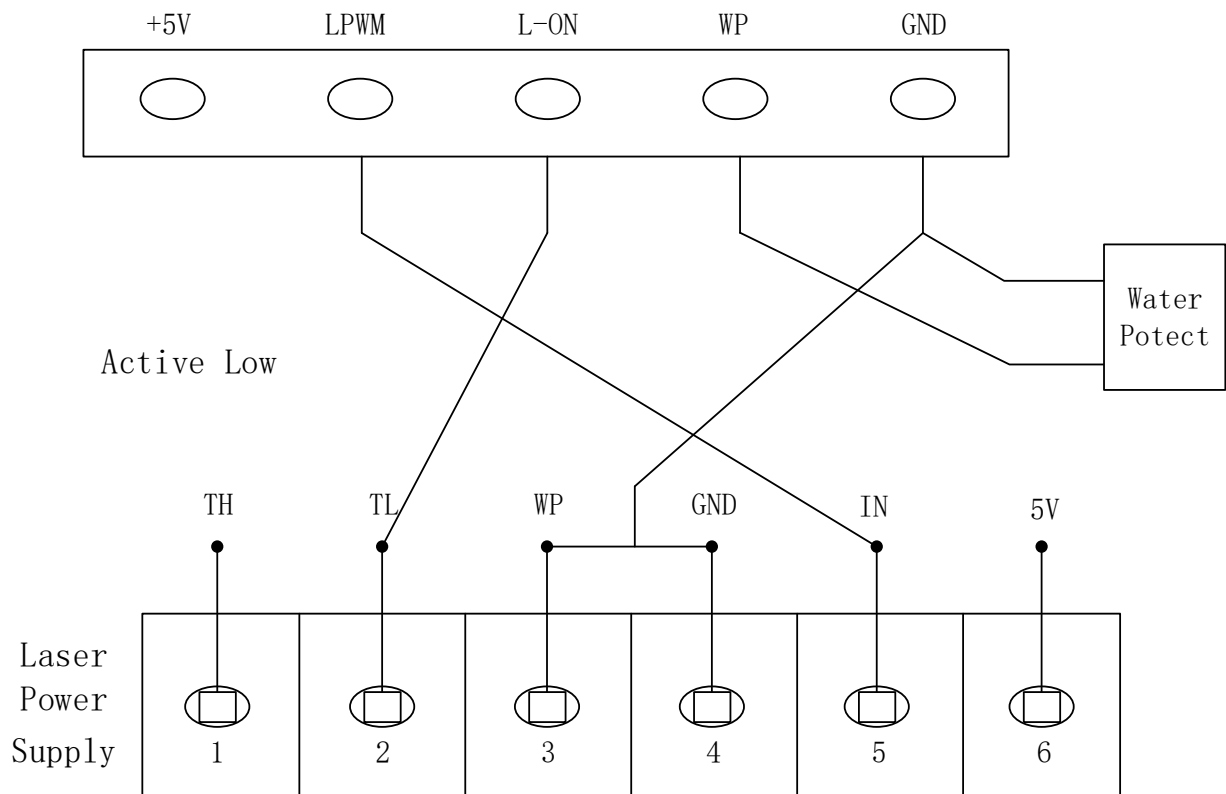 +5V LPWM L-ON WP GND
Water
Potect
Active Low
TH TL WP GND IN 5V
Laser
Power
Supply 1 2 3 4 5 6